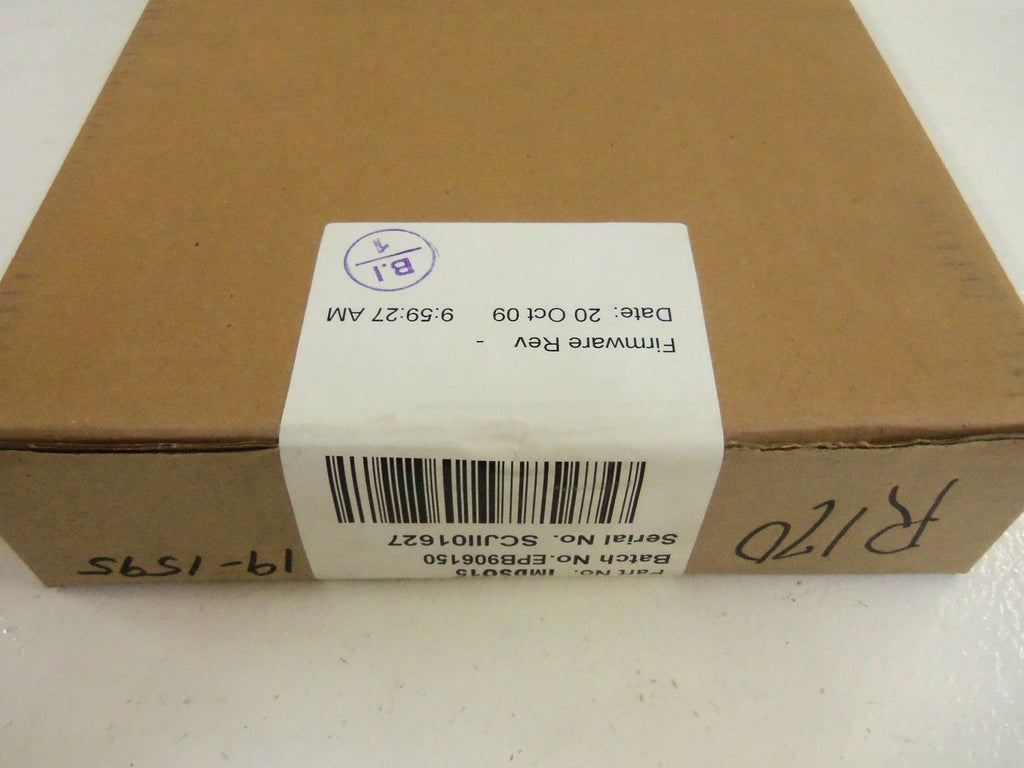 Part No. IMDSO15
Batch No.EPB906150
Serial No. SCJII01627
R170
19-1595
Firmware Rev -
Date: 20 Oct 09 9:59:27 AM
B.I
1